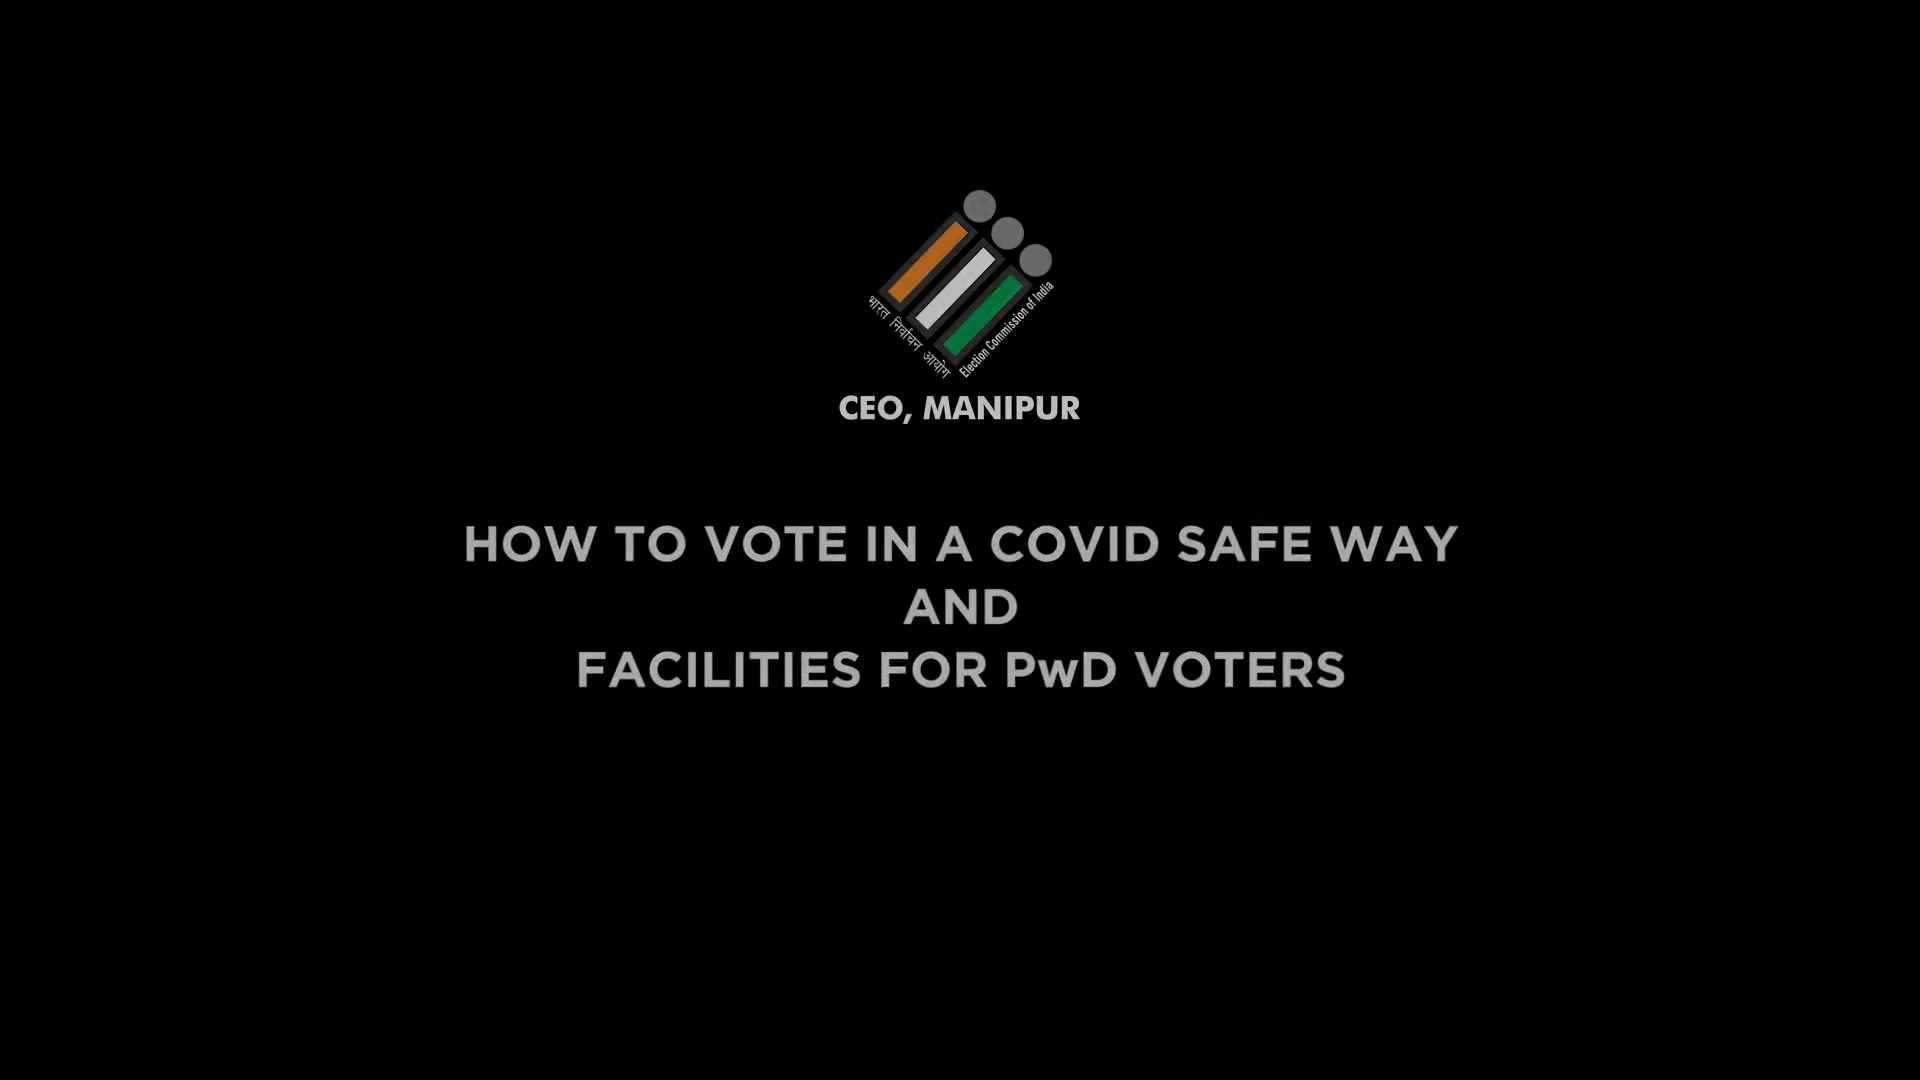 भारत निर्वाचन आयोग
Election Commission of India
CEO, MANIPUR
HOW TO VOTE IN A COVID SAFE WAY
AND
FACILITIES FOR PwD VOTERS